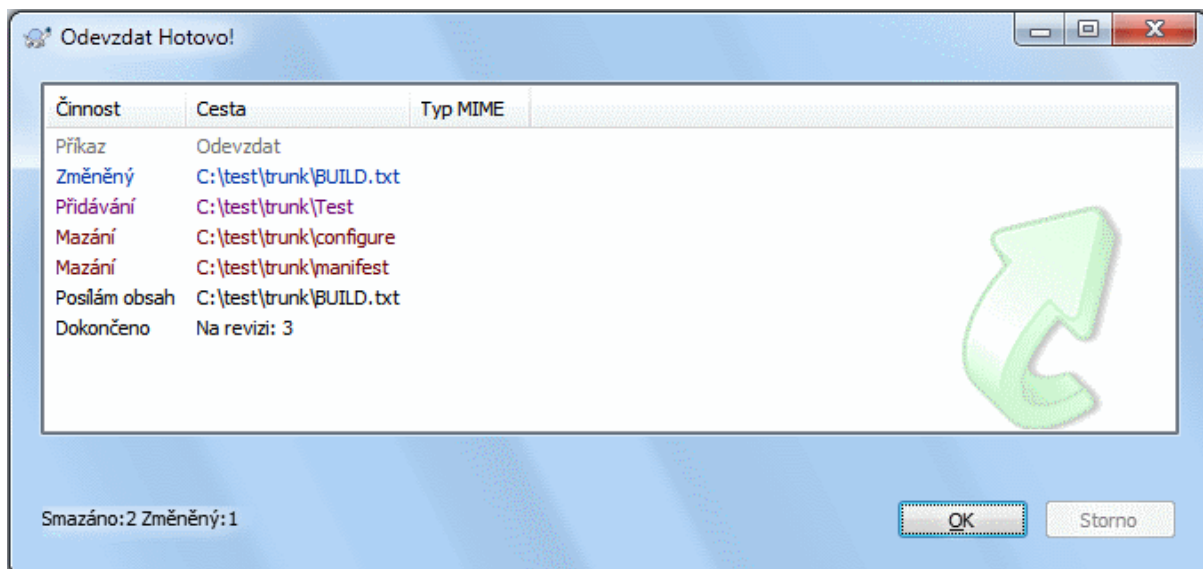 Odevzdat Hotovo!
Činnost Cesta Typ MIME
Příkaz Odevzdat
Změněný C:\test\trunk\BUILD.txt
Přidávání C:\test\trunk\Test
Mazání C:\test\trunk\configure
Mazání C:\test\trunk\manifest
Posílám obsah C:\test\trunk\BUILD.txt
Dokončeno Na revizi: 3
Smazáno:2 Změněný:1
OK Storno